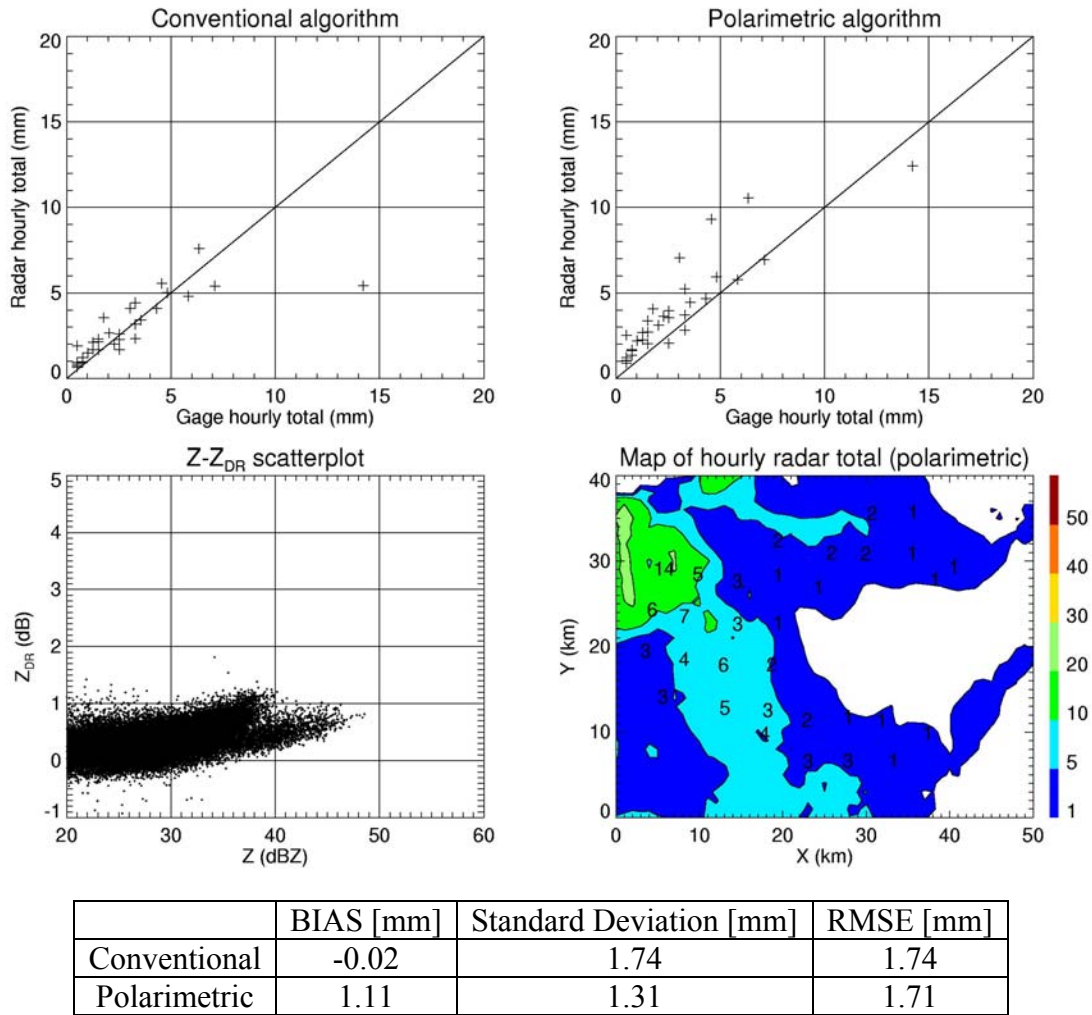 Conventional algorithm
20
15
10
5
0
Radar hourly total (mm)
0 5 10 15 20
Gage hourly total (mm)
Polarimetric algorithm
20
15
10
5
0
Radar hourly total (mm)
0 5 10 15 20
Gage hourly total (mm)
Z-Z_DR scatterplot
5
4
3
2
1
0
-1
Z_DR (dB)
20 30 40 50 60
Z (dBZ)
Map of hourly radar total (polarimetric)
40
30
20
10
0
Y (km)
2 1
2
2 2 1
14 5 1 1
3 1
1
6
7 3 1
3 4 6 2
3
5 3
2 1 1
4 1
3 3 1
0 10 20 30 40 50
X (km)
50
40
30
20
10
5
1
BIAS [mm] Standard Deviation [mm] RMSE [mm]
Conventional -0.02 1.74 1.74
Polarimetric 1.11 1.31 1.71